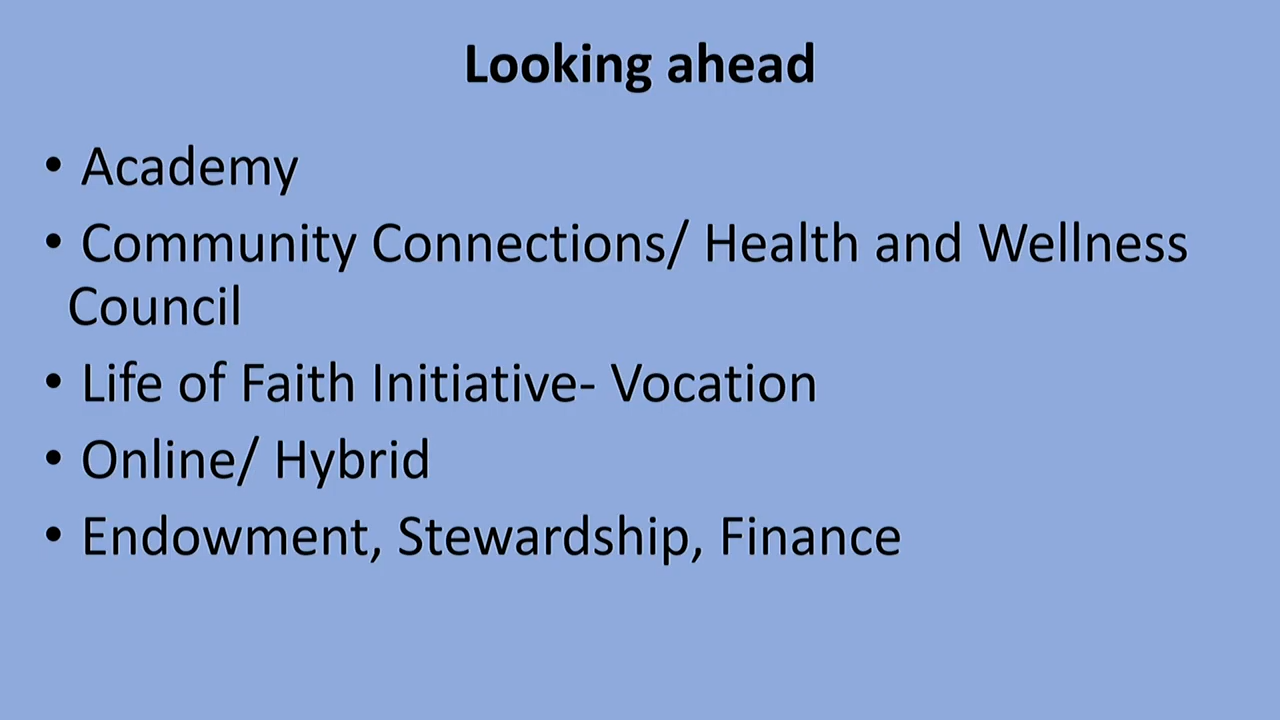 Looking ahead
• Academy
• Community Connections/ Health and Wellness
Council
• Life of Faith Initiative- Vocation
• Online/ Hybrid
• Endowment, Stewardship, Finance